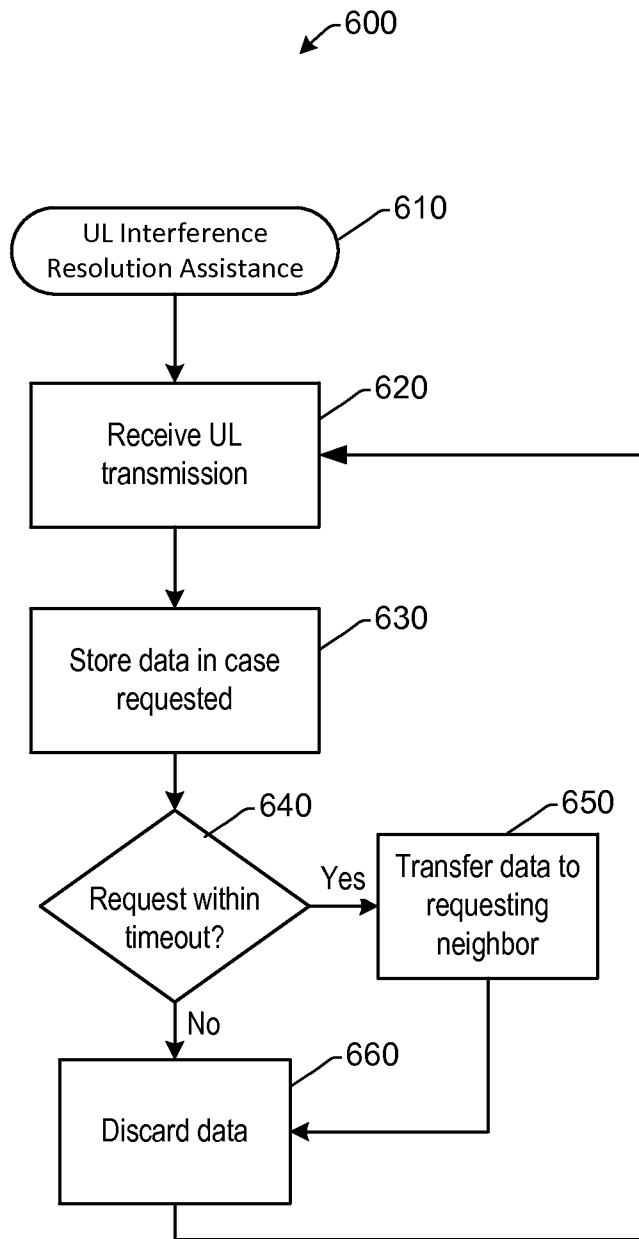 600
UL Interference
Resolution Assistance
610
Receive UL
transmission
620
Store data in case
requested
630
Request within
timeout?
640
Yes
No
Transfer data to
requesting
neighbor
650
Discard data
660